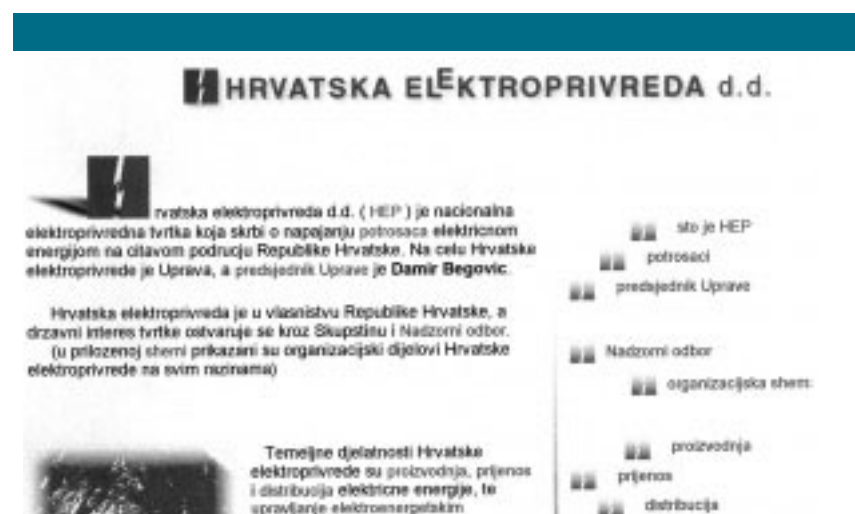 HRVATSKA ELEKTROPRIVREDA d.d.
rvatska elektroprivreda d.d. ( HEP ) je nacionalna
elektroprivredna tvrtka koja skrbi o napajanju potrosaca elektricnom
energijom na citavom podrucju Republike Hrvatske. Na celu Hrvatske
elektroprivrede je Uprava, a predsjednik Uprave je Damir Begovic.
Hrvatska elektroprivreda je u vlasnistvu Republike Hrvatske, a
drzavni interes tvrtke ostvaruje se kroz Skupstinu i Nadzorni odbor.
(u prilozenoj shemi prikazani su organizacijski dijelovi Hrvatske
elektroprivrede na svim razinama)
Temeljne djelatnosti Hrvatske
elektroprivrede su proizvodnja, prijenos
i distribucija elektricne energije, te
upravljanje elektroenergetskim
sto je HEP
potrosaci
predsjednik Uprave
Nadzorni odbor
organizacijska shem
proizvodnja
prijenos
distribucija